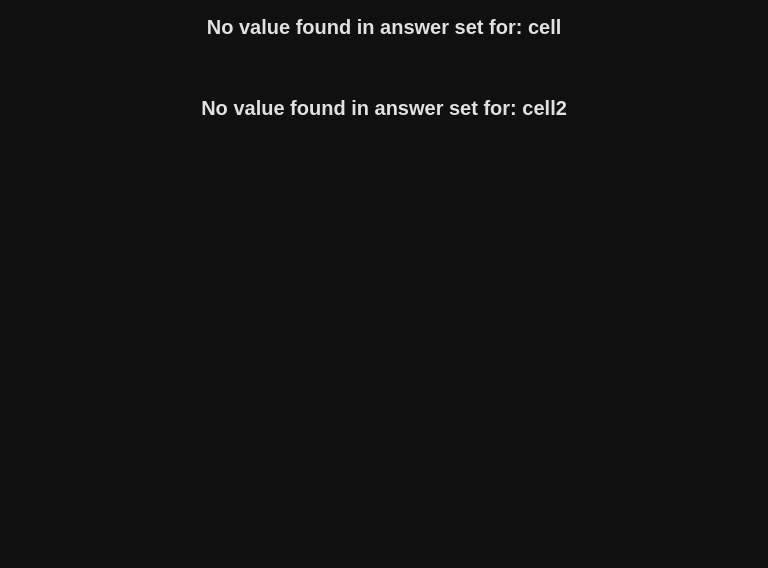 No value found in answer set for: cell
No value found in answer set for: cell2